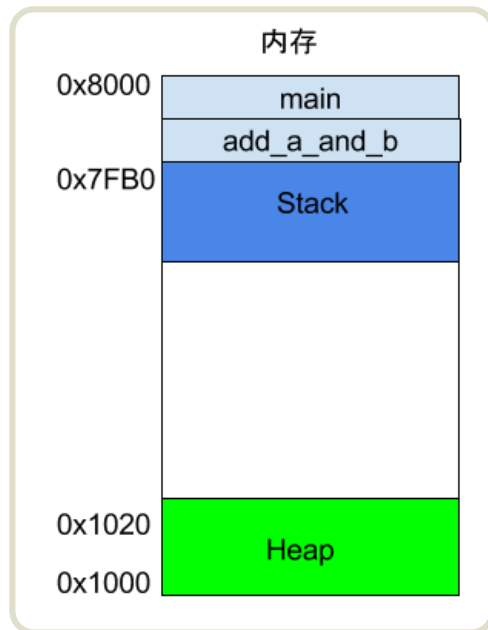 内存
0x8000
main
add_a_and_b
0x7FB0
Stack
0x1020
Heap
0x1000